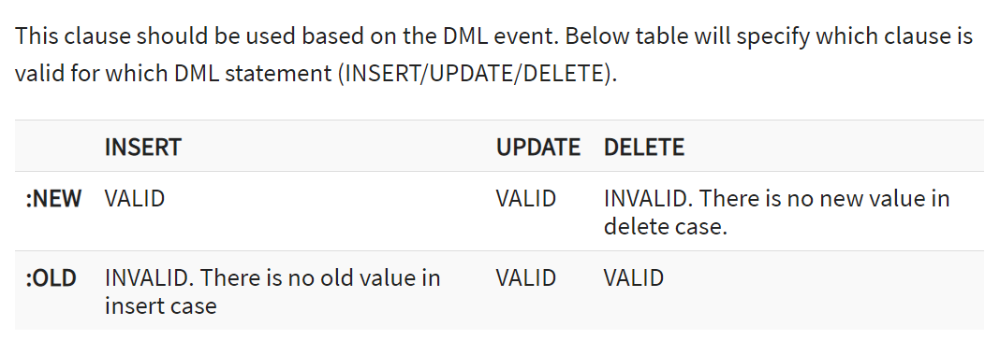 This clause should be used based on the DML event. Below table will specify which clause is
valid for which DML statement (INSERT/UPDATE/DELETE).
INSERT UPDATE DELETE
:NEW VALID VALID INVALID. There is no new value in
delete case.
:OLD INVALID. There is no old value in VALID VALID
insert case